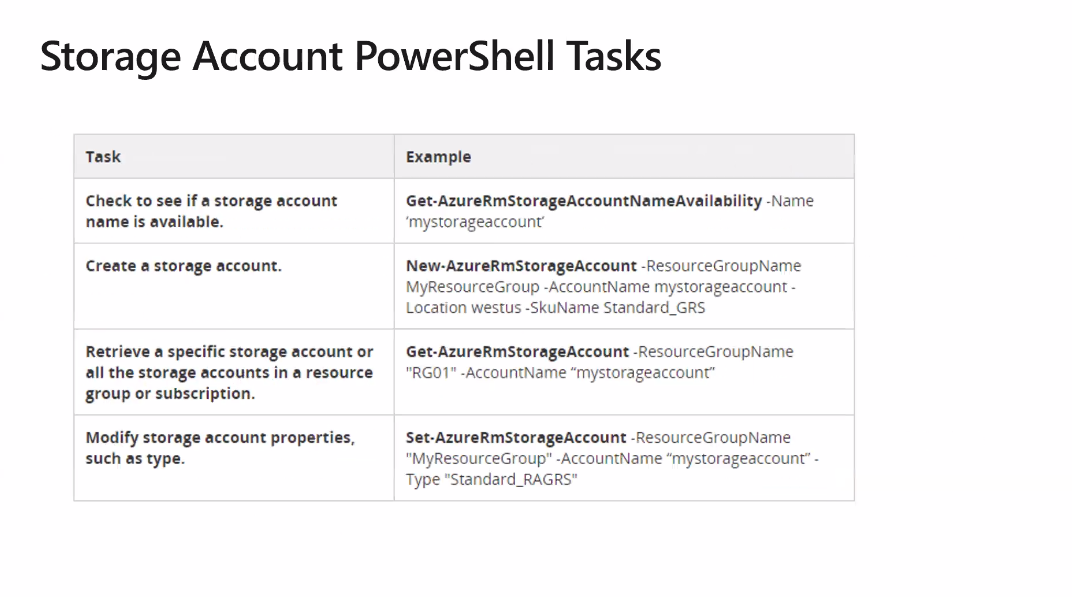 Storage Account PowerShell Tasks
Task
Example
Check to see if a storage account
name is available.
Get-AzureRmStorageAccountNameAvailability -Name
‘mystorageaccount’
Create a storage account.
New-AzureRmStorageAccount -ResourceGroupName
MyResourceGroup -AccountName mystorageaccount -
Location westus -SkuName Standard_GRS
Retrieve a specific storage account or
all the storage accounts in a resource
group or subscription.
Get-AzureRmStorageAccount -ResourceGroupName
"RG01" -AccountName “mystorageaccount”
Modify storage account properties,
such as type.
Set-AzureRmStorageAccount -ResourceGroupName
"MyResourceGroup" -AccountName “mystorageaccount” -
Type "Standard_RAGRS"